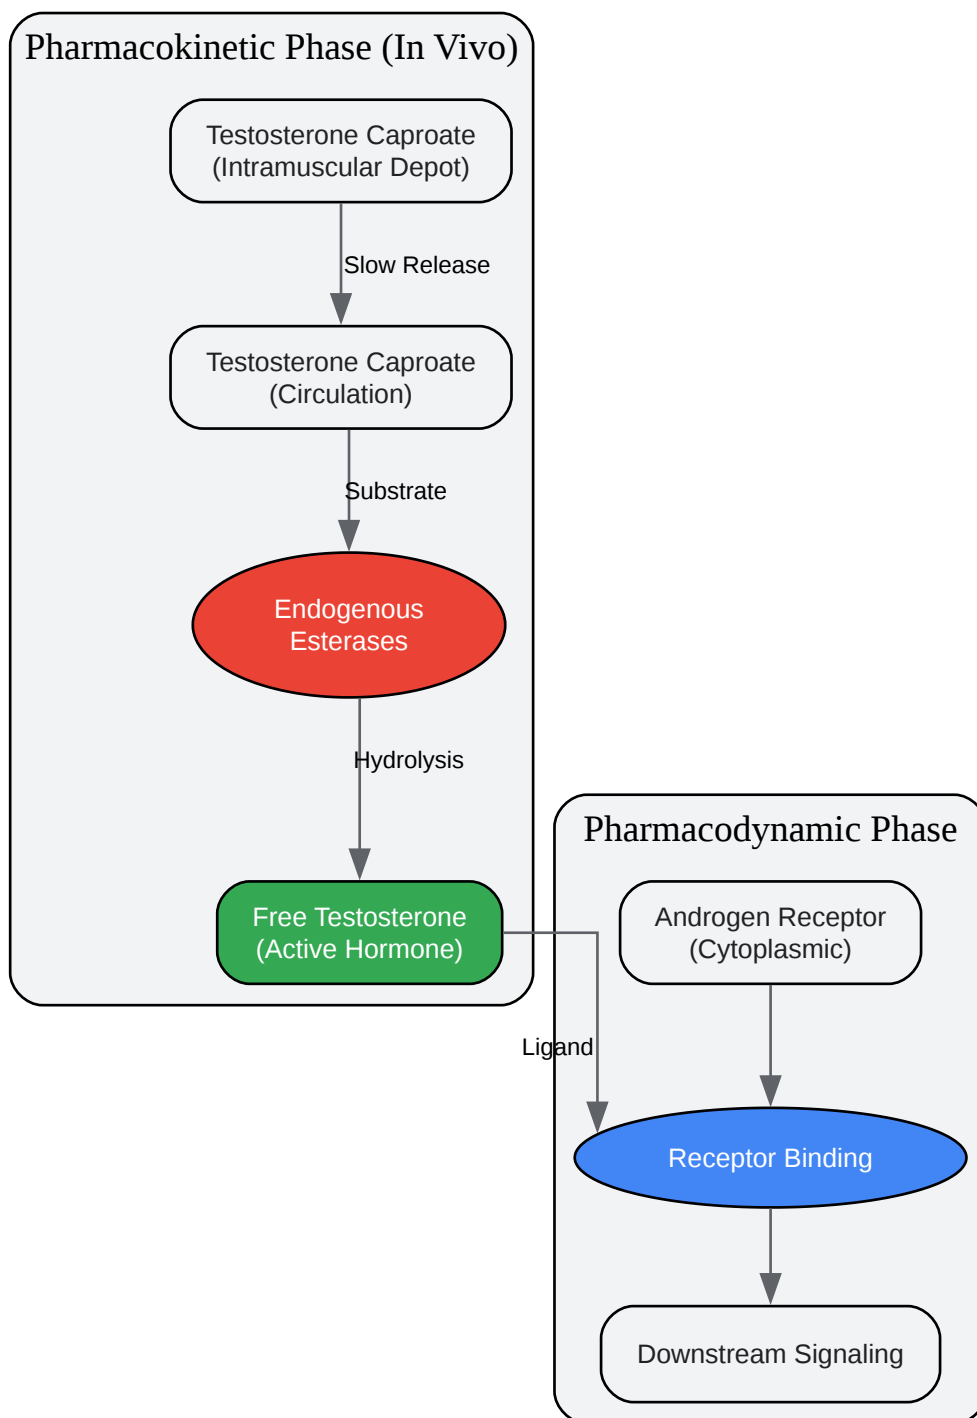 Pharmacokinetic Phase (In Vivo)
Testosterone Caproate
(Intramuscular Depot)
Slow Release
Testosterone Caproate
(Circulation)
Substrate
Endogenous
Esterases
Hydrolysis
Free Testosterone
(Active Hormone)
Ligand
Pharmacodynamic Phase
Androgen Receptor
(Cytoplasmic)
Receptor Binding
Downstream Signaling